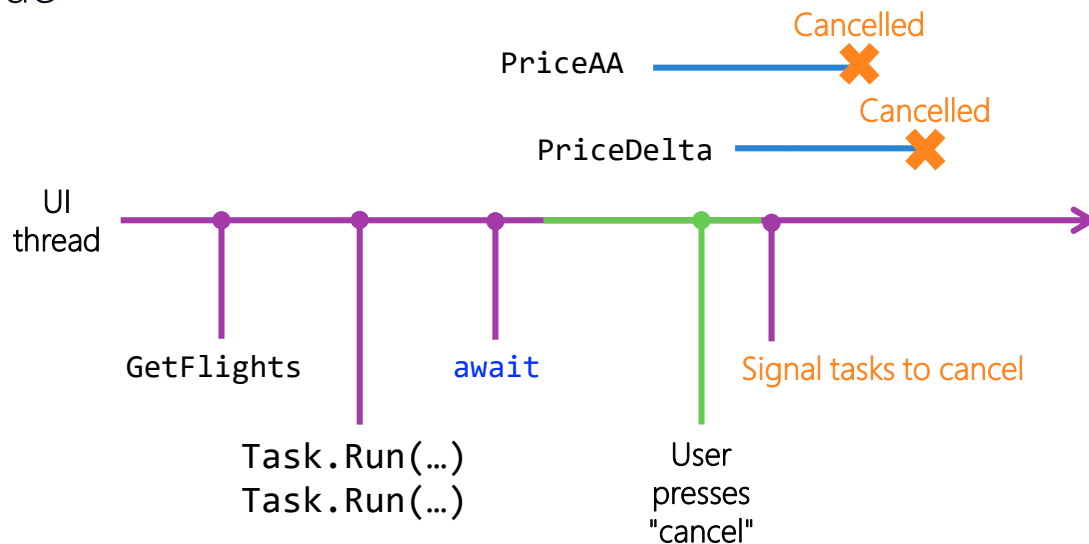 Cancelled
PriceAA
Cancelled
PriceDelta
UI
thread
GetFlights
await
Signal tasks to cancel
Task.Run(…)
Task.Run(…)
User
presses
"cancel"